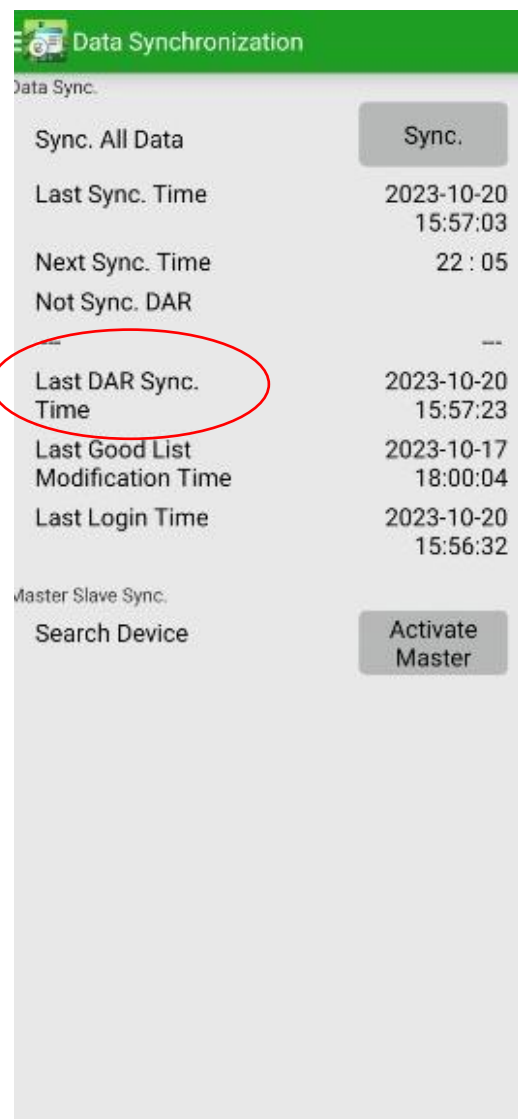 Data Synchronization
Data Sync.
Sync. All Data Sync.
Last Sync. Time 2023-10-20
15:57:03
Next Sync. Time 22 : 05
Not Sync. DAR
--- ---
Last DAR Sync. 2023-10-20
Time 15:57:23
Last Good List 2023-10-17
Modification Time 18:00:04
Last Login Time 2023-10-20
15:56:32
Master Slave Sync.
Search Device Activate
Master